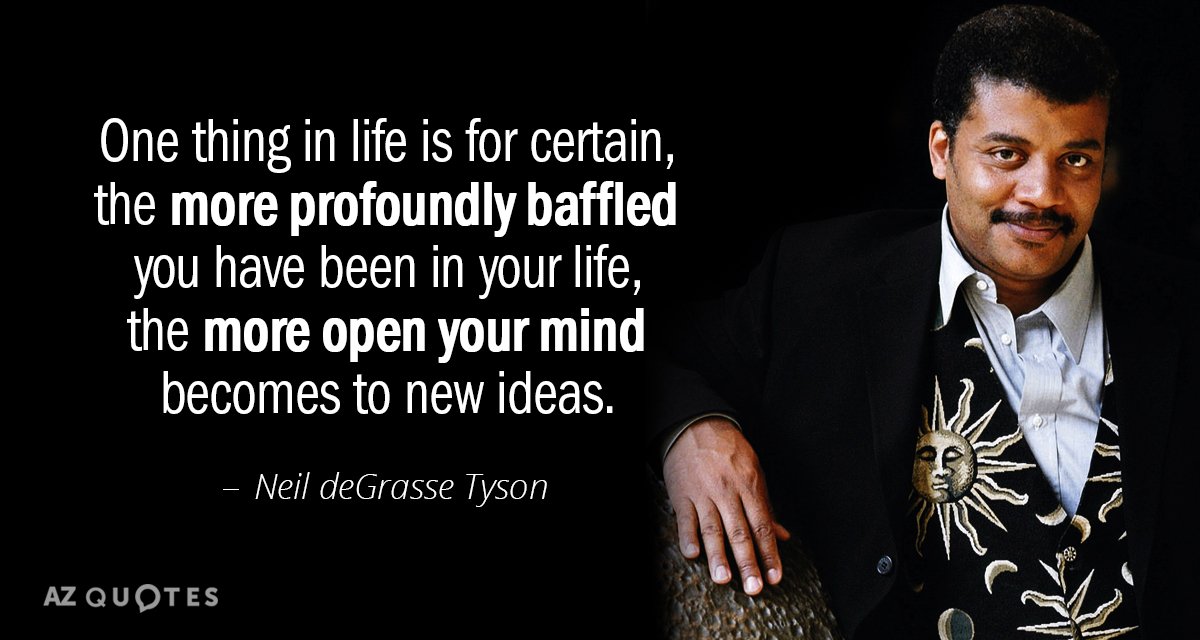 One thing in life is for certain,
the more profoundly baffled
you have been in your life,
the more open your mind
becomes to new ideas.
– Neil deGrasse Tyson
AZ QUOTES